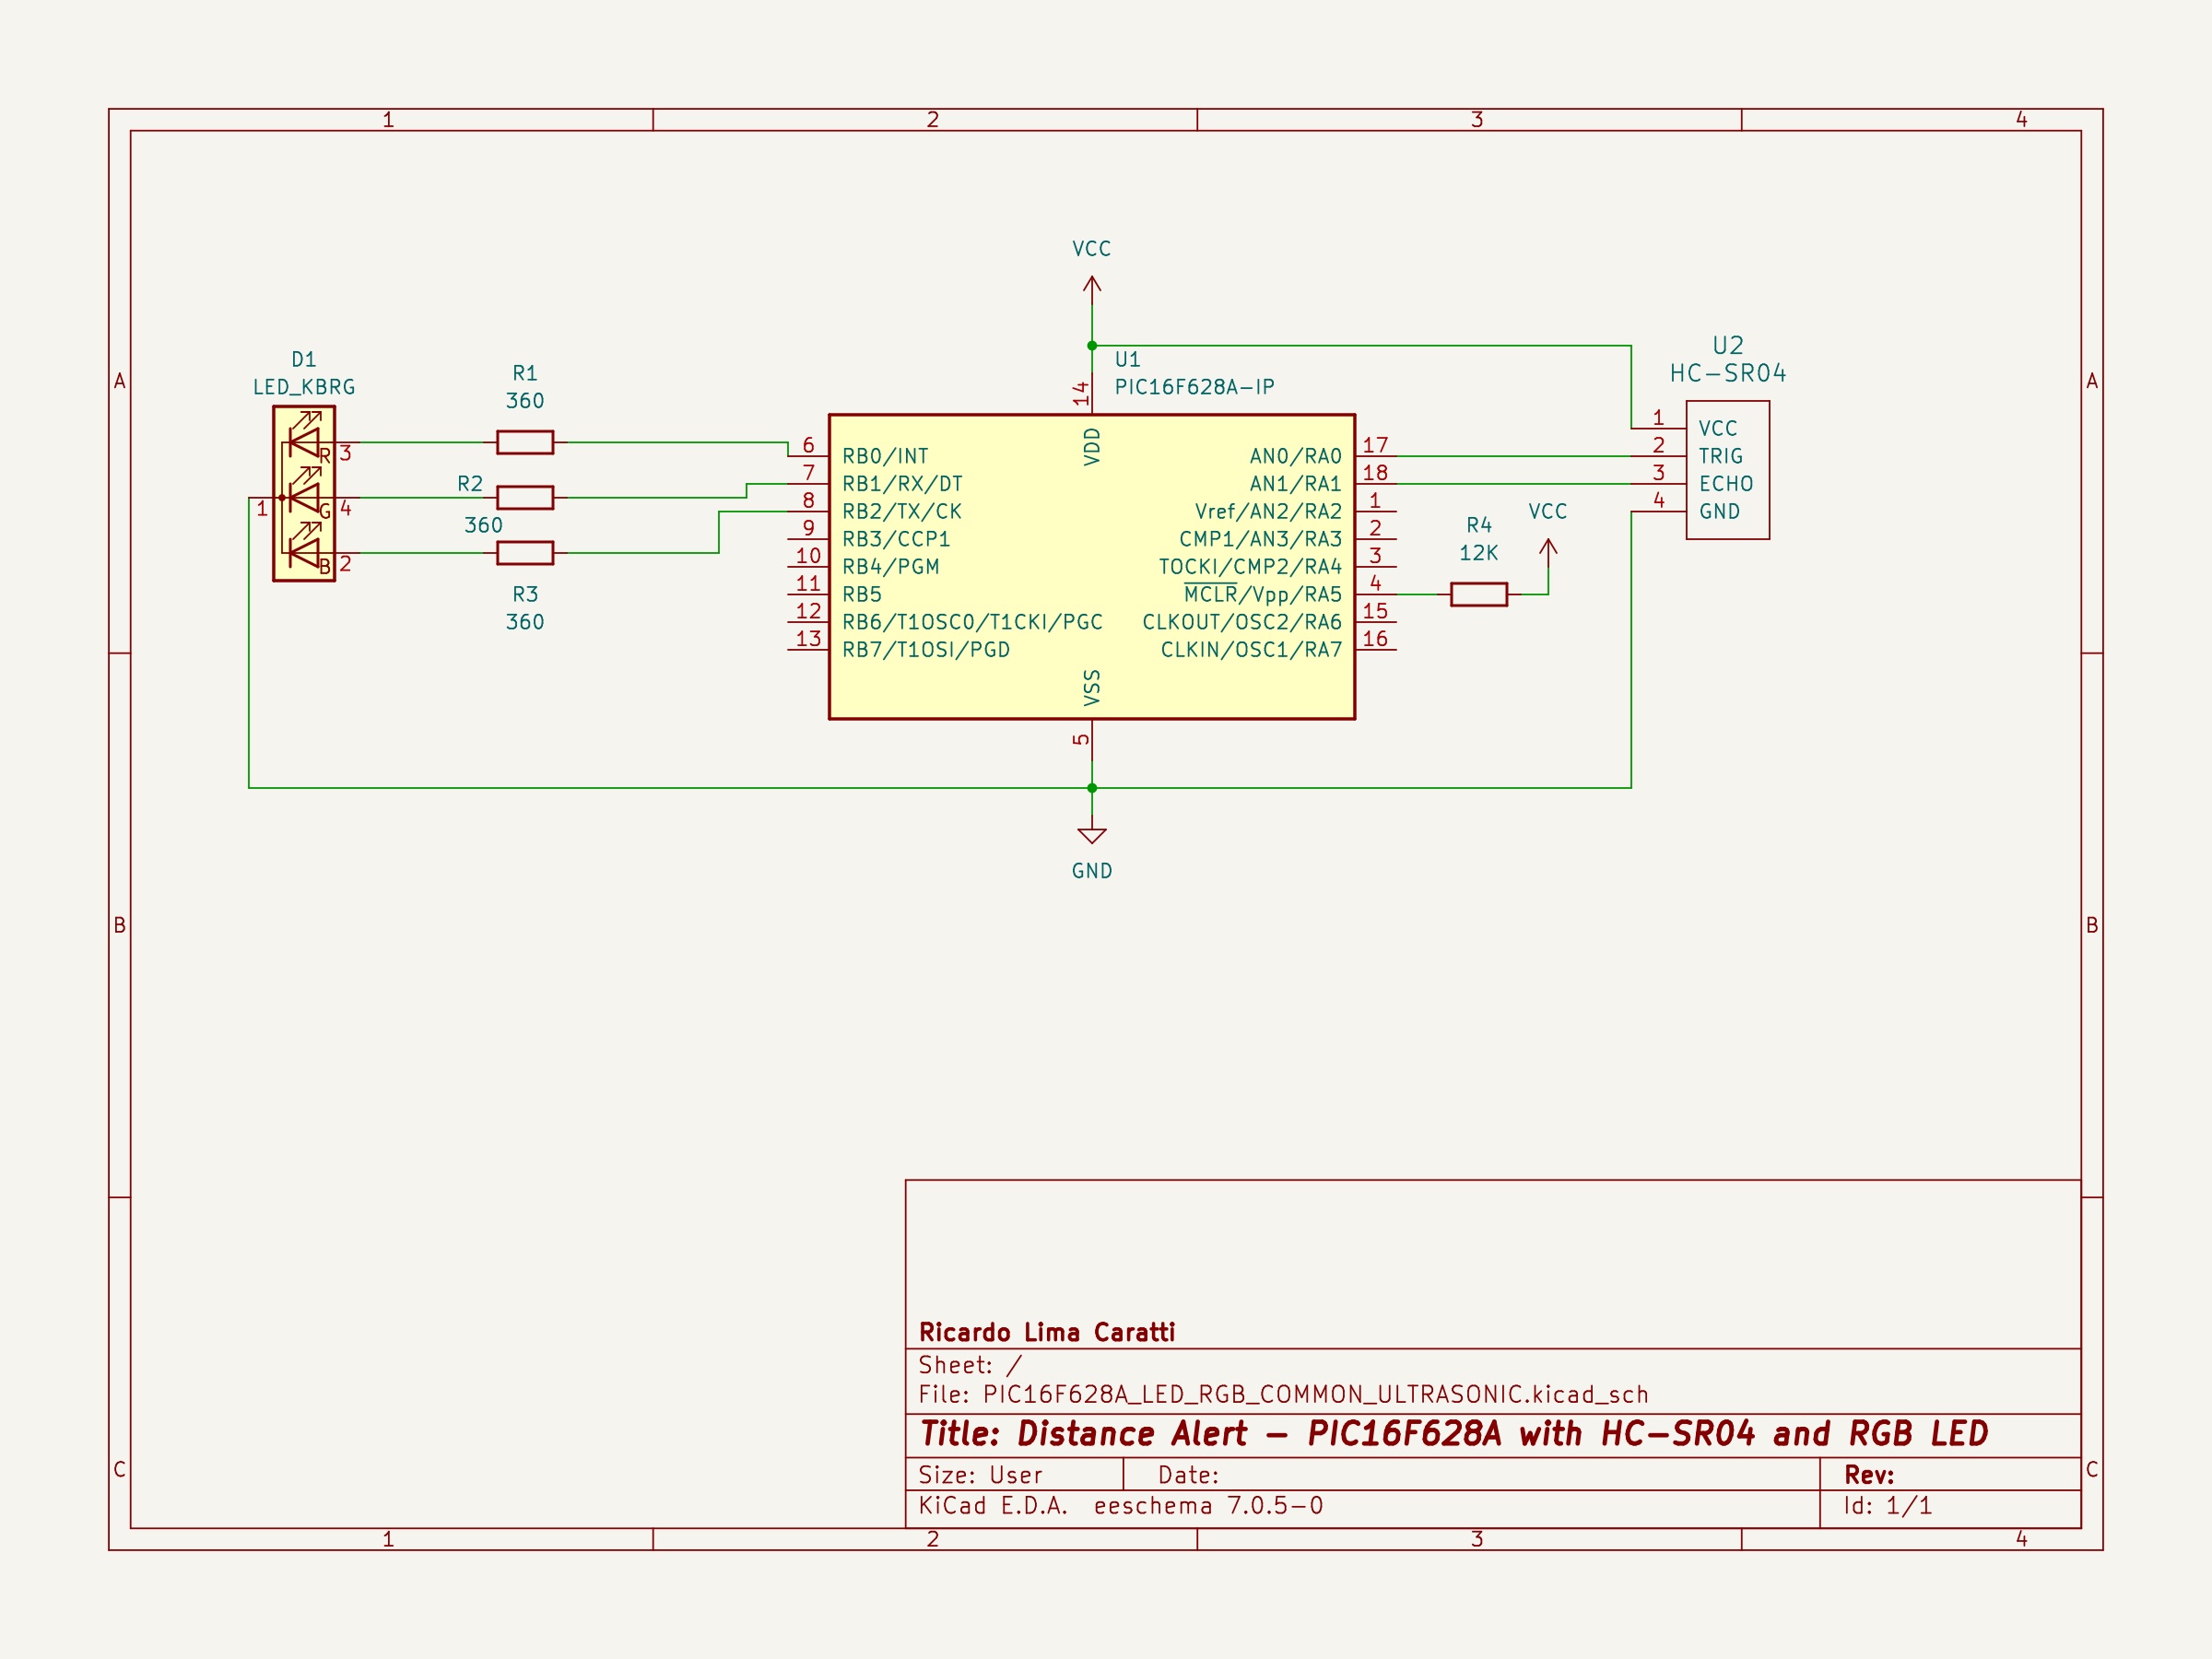 1 2 3 4
VCC
D1
LED_KBRG
R1
360
U1
PIC16F628A-IP
U2
HC-SR04
A A
14
VDD
3 R
R2
1 4 G
360
2 B
R3
360
6 RB0/INT
7 RB1/RX/DT
8 RB2/TX/CK
9 RB3/CCP1
10 RB4/PGM
11 RB5
12 RB6/T1OSC0/T1CKI/PGC
13 RB7/T1OSI/PGD
AN0/RA0 17
AN1/RA1 18
Vref/AN2/RA2 1
CMP1/AN3/RA3 2
TOCKI/CMP2/RA4 3
MCLR/Vpp/RA5 4
CLKOUT/OSC2/RA6 15
CLKIN/OSC1/RA7 16
R4
12K
VCC
1 VCC
2 TRIG
3 ECHO
4 GND
VSS
5
GND
B B
Ricardo Lima Caratti
Sheet: /
File: PIC16F628A_LED_RGB_COMMON_ULTRASONIC.kicad_sch
Title: Distance Alert - PIC16F628A with HC-SR04 and RGB LED
C C
Size: User Date: Rev:
KiCad E.D.A. eeschema 7.0.5-0 Id: 1/1
1 2 3 4